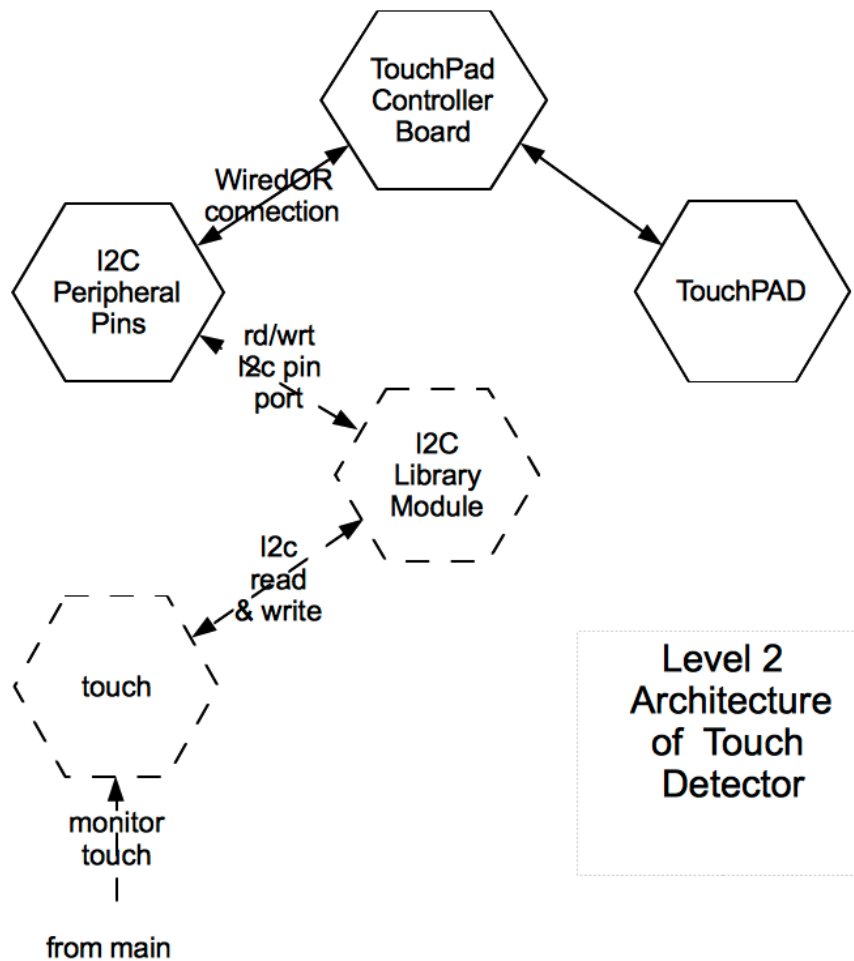 TouchPad
Controller
Board
WiredOR
connection
I2C
Peripheral
Pins
TouchPAD
rd/wrt
I2c pin
port
I2C
Library
Module
I2c
read
& write
touch
Level 2
Architecture
of Touch
Detector
monitor
touch
from main